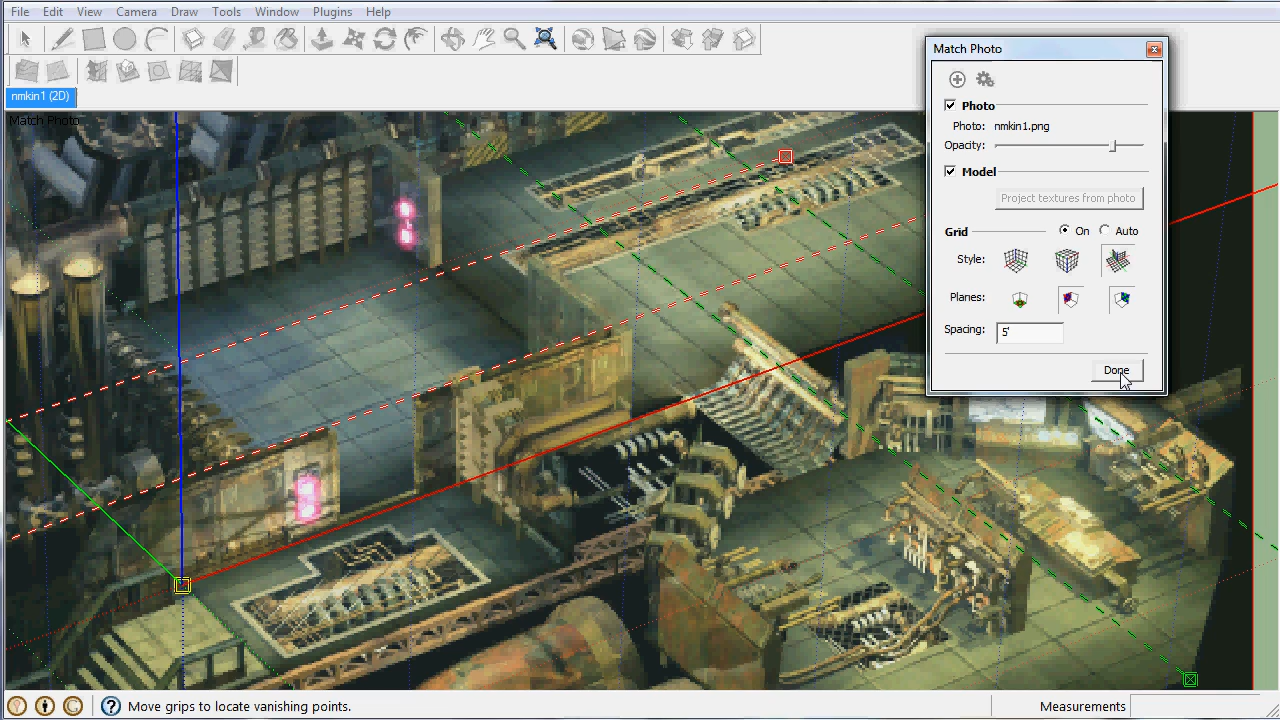 File Edit View Camera Draw Tools Window Plugins Help
nmkin1 (2D)
Match Photo
Match Photo
Photo
Photo: nmkin1.png
Opacity:
Model
Project textures from photo
Grid On Auto
Style:
Planes:
Spacing: 5'
Done
Move grips to locate vanishing points.
Measurements